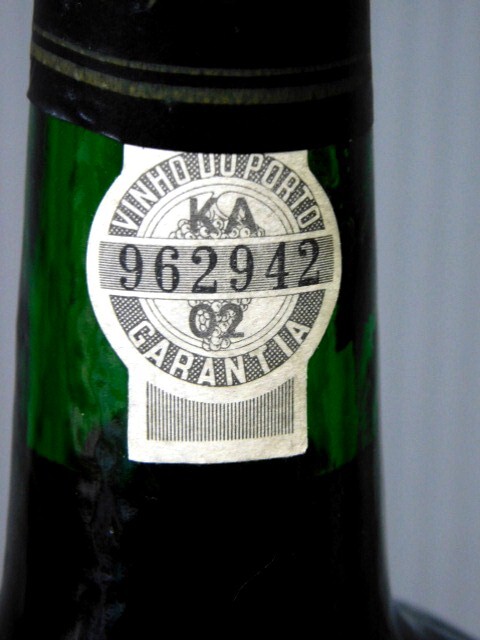 VINHO DO PORTO
KA
962942
02
GARANTIA